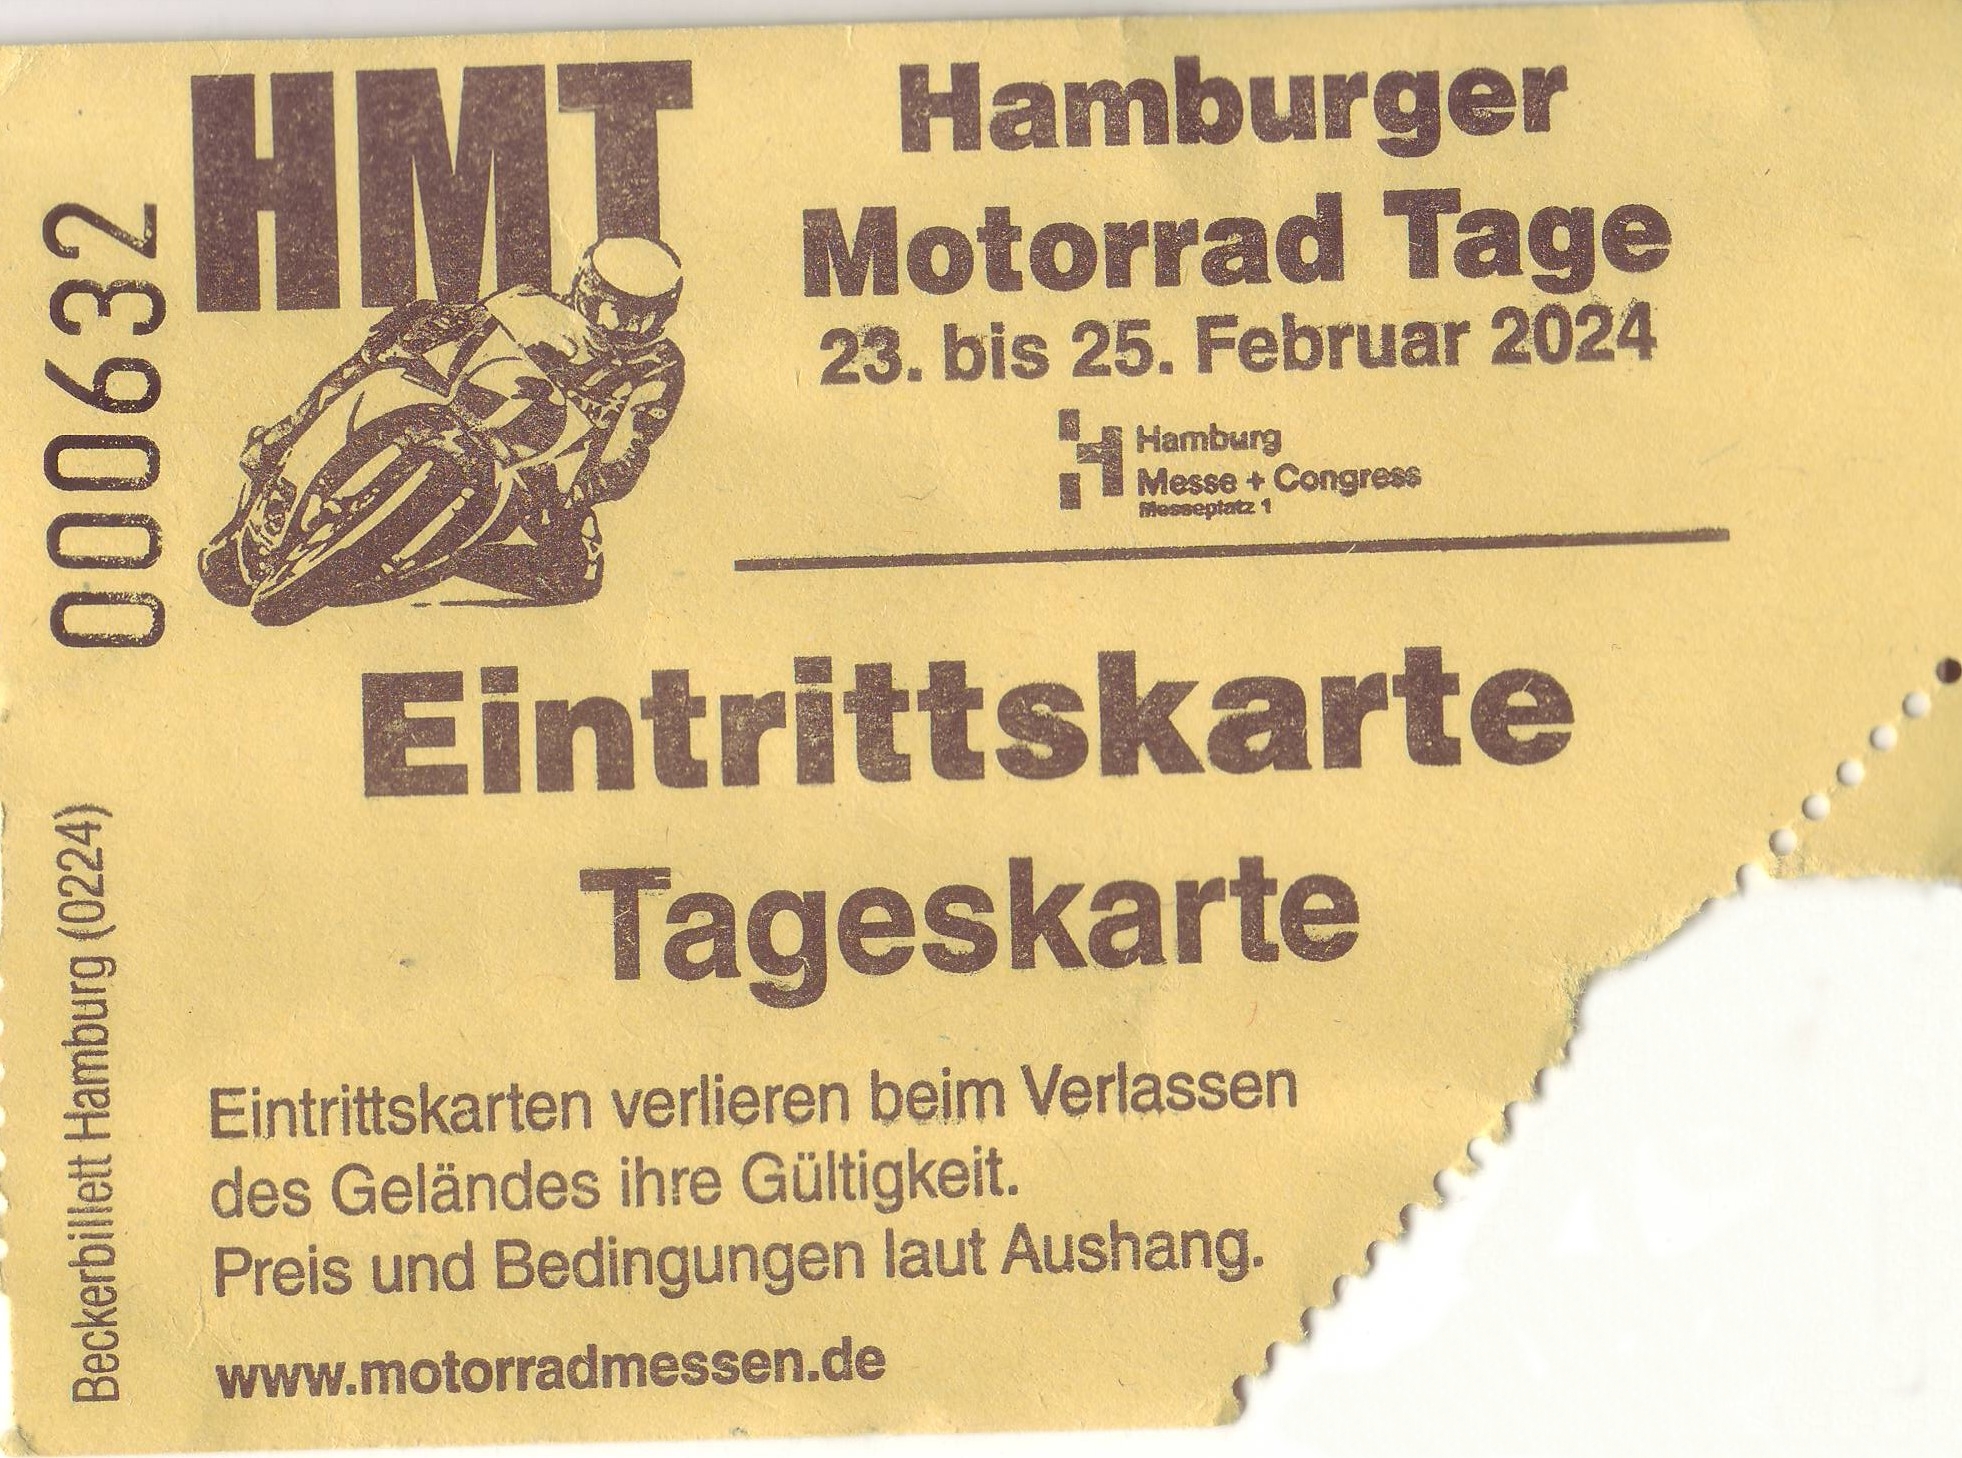 HMT
Hamburger
Motorrad Tage
23. bis 25. Februar 2024
Hamburg
Messe + Congress
Messeplatz 1
000632
Eintrittskarte
Tageskarte
Eintrittskarten verlieren beim Verlassen
des Geländes ihre Gültigkeit.
Preis und Bedingungen laut Aushang.
www.motorradmessen.de
Beckerbillett Hamburg (0224)